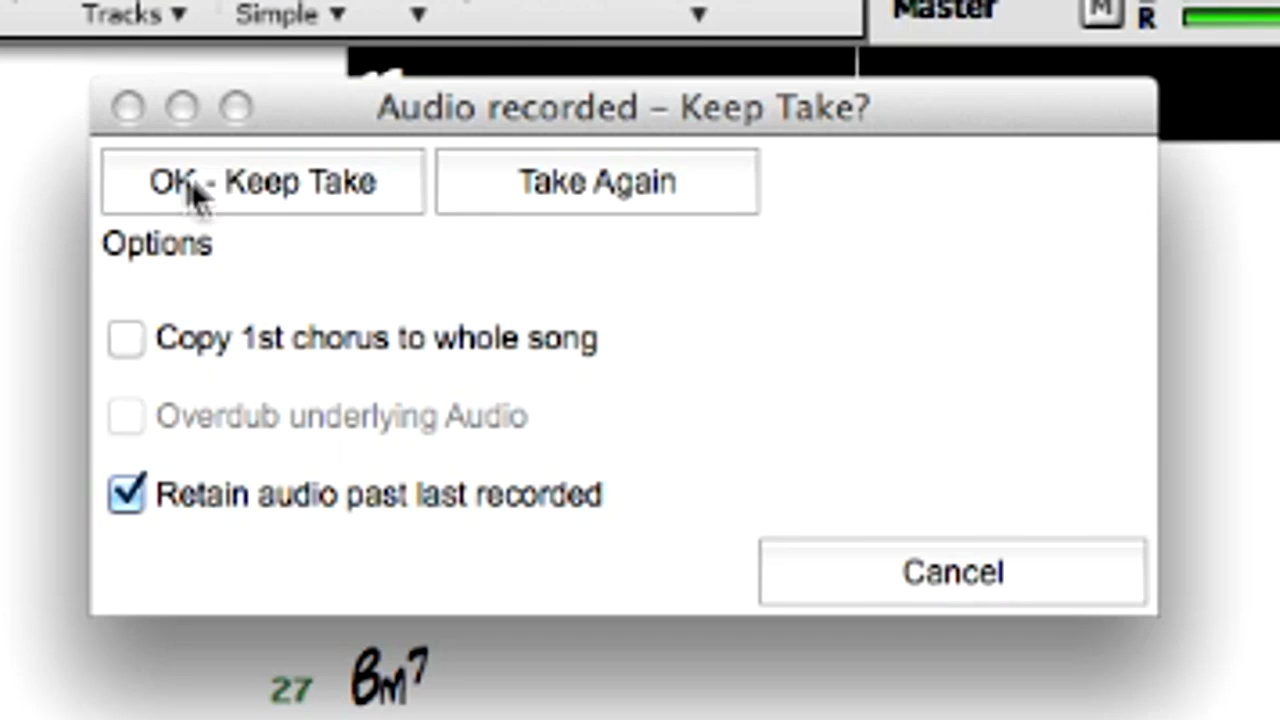 Tracks ▼ Simple ▼ ▼ ▼ Master M R
Audio recorded – Keep Take?
OK - Keep Take Take Again
Options
Copy 1st chorus to whole song
Overdub underlying Audio
Retain audio past last recorded
Cancel
27 Bm7